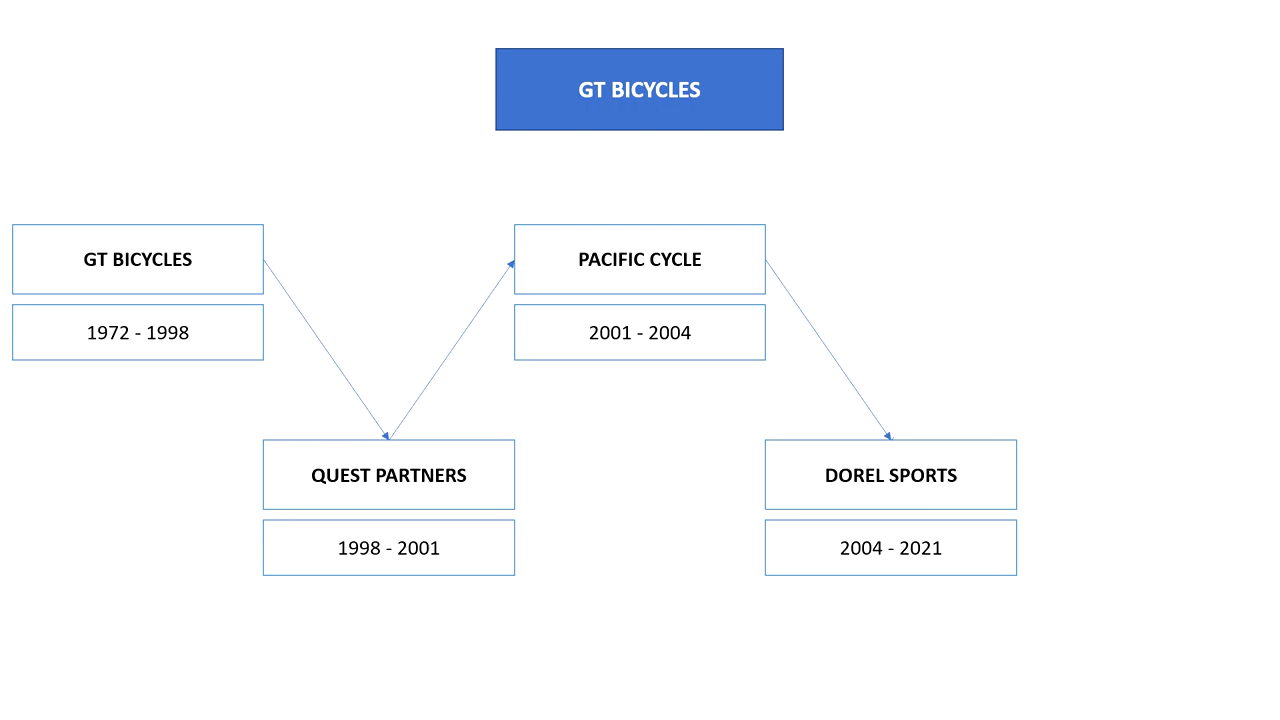 GT BICYCLES
GT BICYCLES
1972 - 1998
PACIFIC CYCLE
2001 - 2004
QUEST PARTNERS
1998 - 2001
DOREL SPORTS
2004 - 2021